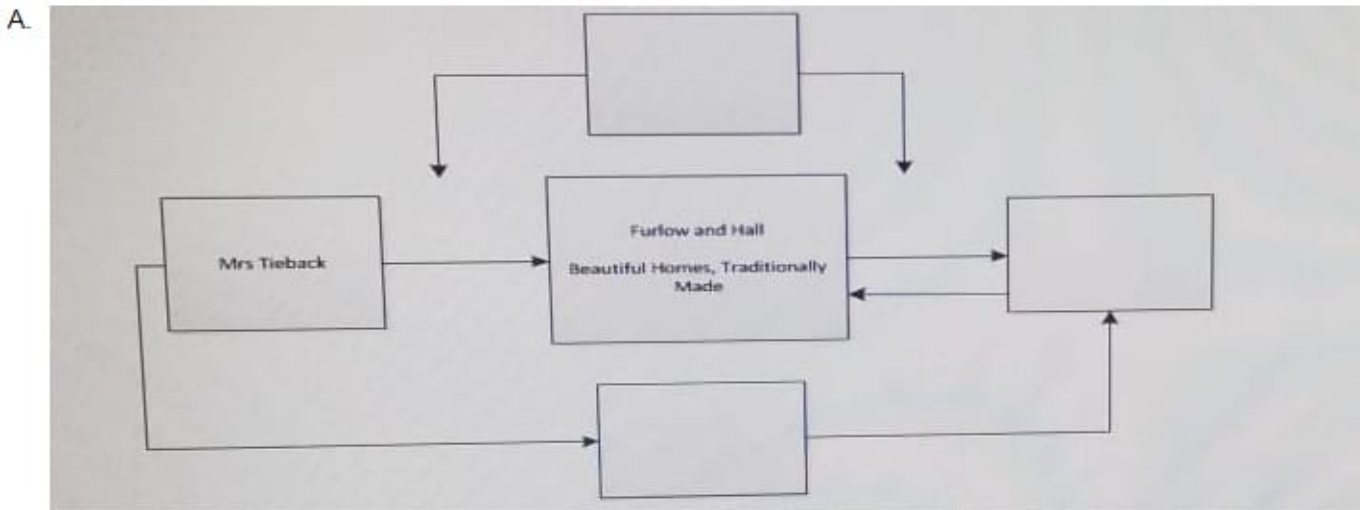 A.
Mrs Tieback
Furlow and Hall
Beautiful Homes, Traditionally
Made